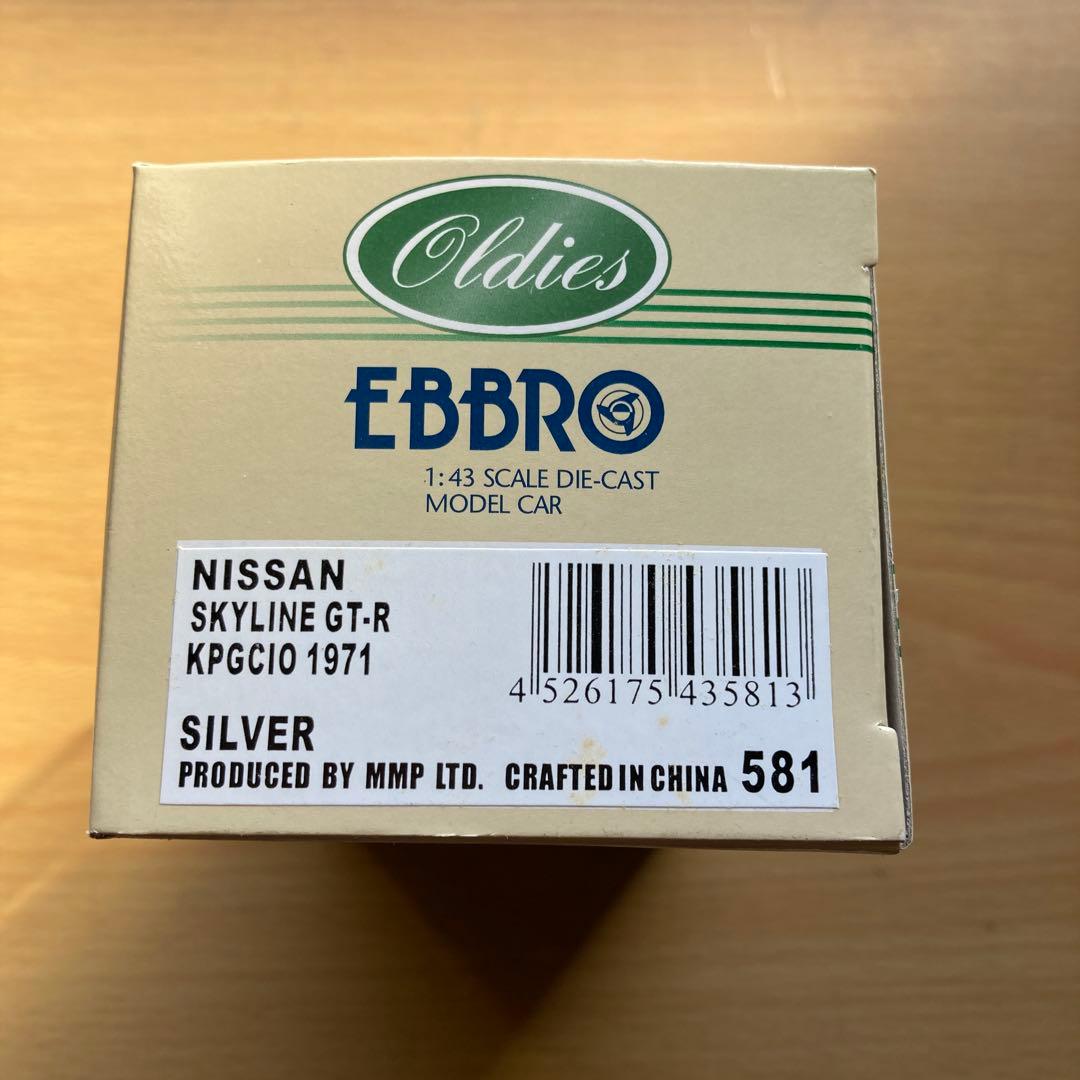 Oldies
EBBRO
1:43 SCALE DIE-CAST
MODEL CAR
NISSAN
SKYLINE GT-R
KPGCIO 1971
4 526175 435813
SILVER
PRODUCED BY MMP LTD. CRAFTED IN CHINA 581